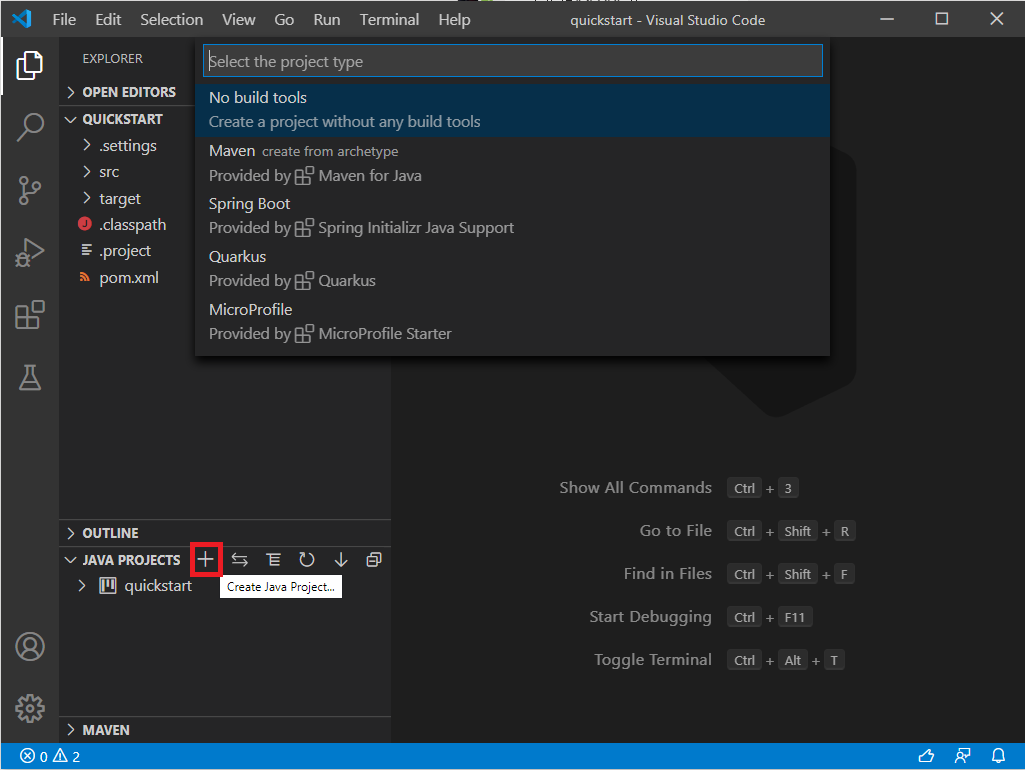 File Edit Selection View Go Run Terminal Help quickstart - Visual Studio Code
EXPLORER
Select the project type
No build tools
Create a project without any build tools
Maven create from archetype
Provided by Maven for Java
Spring Boot
Provided by Spring Initializr Java Support
Quarkus
Provided by Quarkus
MicroProfile
Provided by MicroProfile Starter
OPEN EDITORS
QUICKSTART
.settings
src
target
J .classpath
.project
pom.xml
Show All Commands Ctrl + 3
Go to File Ctrl + Shift + R
Find in Files Ctrl + Shift + F
Start Debugging Ctrl + F11
Toggle Terminal Ctrl + Alt + T
OUTLINE
JAVA PROJECTS
quickstart
Create Java Project...
MAVEN
0 2